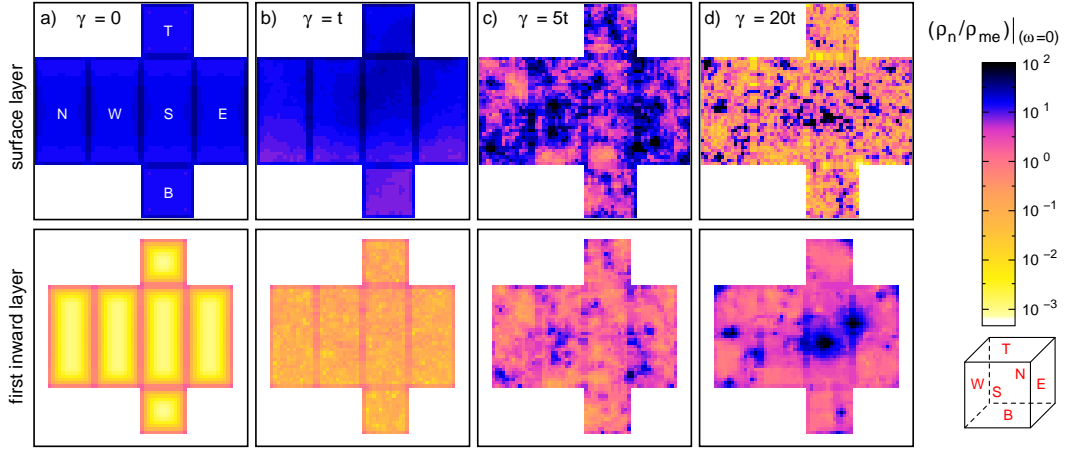 a) γ = 0
b) γ = t
c) γ = 5t
d) γ = 20t
(ρn/ρme)|(ω=0)
surface layer
T
N W S E
B
10 2
10 1
10 0
10 −1
10 −2
10 −3
first inward layer
T
N
W
E
S
B